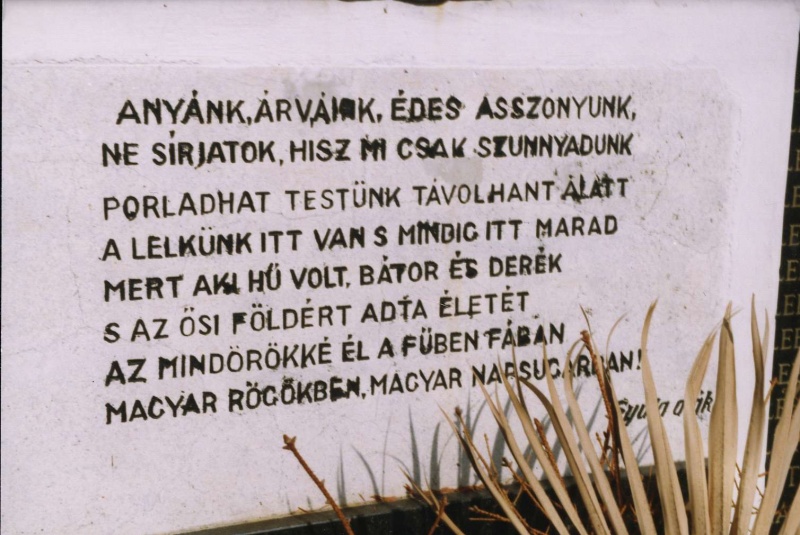 ANYÁNK, ÁRVÁINK, ÉDES ASSZONYUNK,
NE SÍRJATOK, HISZ MI CSAK SZUNNYADUNK
PORLADHAT TESTÜNK TÁVOLHANT ALATT
A LELKÜNK ITT VAN S MINDIG ITT MARAD
MERT AKI HŰ VOLT, BÁTOR ÉS DERÉK
S AZ ŐSI FÖLDÉRT ADTA ÉLETÉT
AZ MINDÖRÖKKÉ ÉL A FŰBEN FÁBAN
MAGYAR RÖGÖKBEN, MAGYAR NAPSUGÁRBAN!